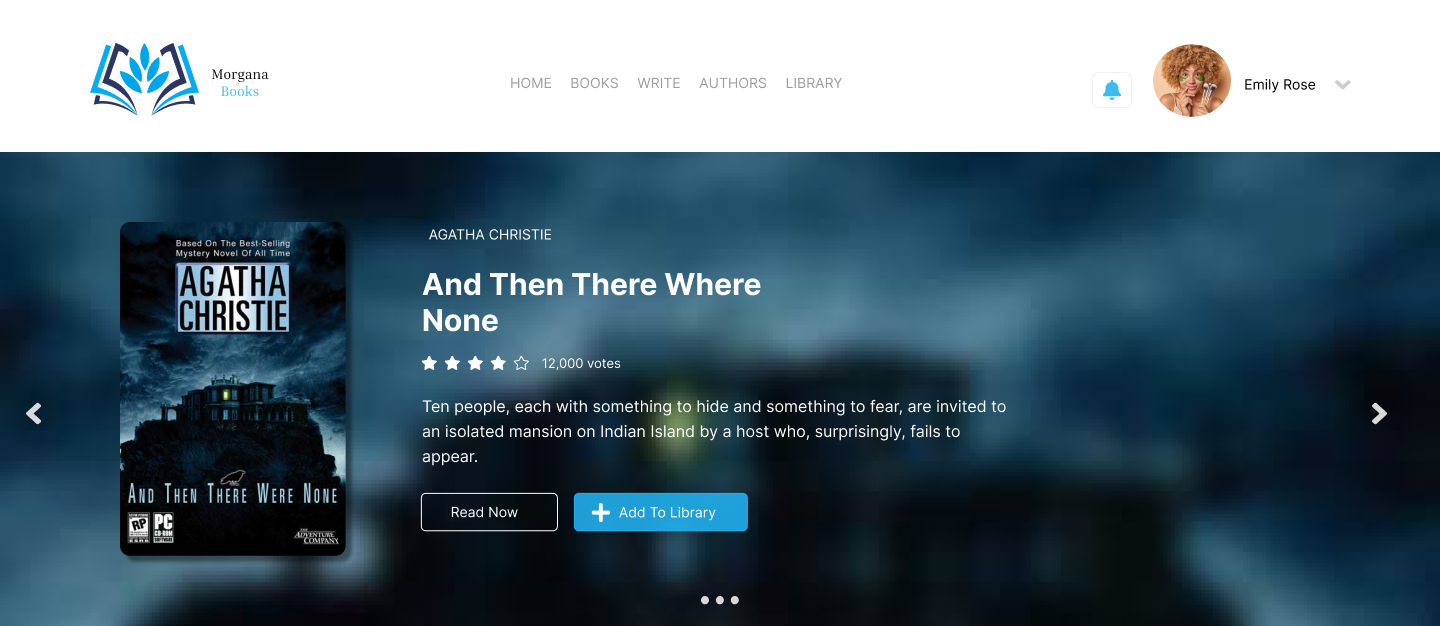 Morgana
Books
HOME BOOKS WRITE AUTHORS LIBRARY
Emily Rose
Based On The Best-Selling
Mystery Novel Of All Time
AGATHA
CHRISTIE
AND THEN THERE WERE NONE
RP
PC
CD-ROM
SOFTWARE
THE
ADVENTURE
COMPANY
AGATHA CHRISTIE
And Then There Where
None
12,000 votes
Ten people, each with something to hide and something to fear, are invited to
an isolated mansion on Indian Island by a host who, surprisingly, fails to
appear.
Read Now
Add To Library